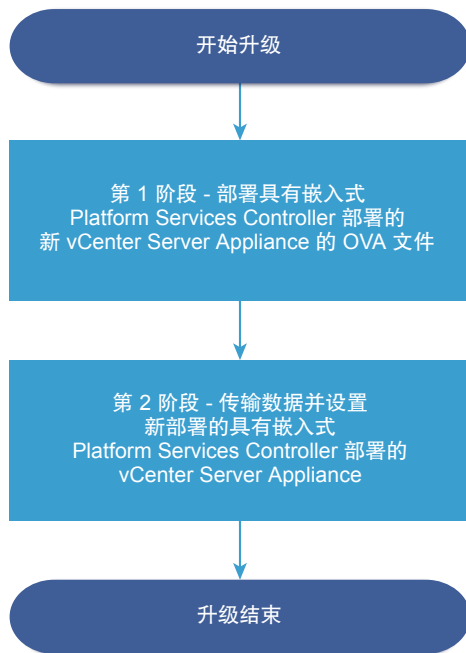 开始升级
第 1 阶段 - 部署具有嵌入式
Platform Services Controller 部署的
新 vCenter Server Appliance 的 OVA 文件
第 2 阶段 - 传输数据并设置
新部署的具有嵌入式
Platform Services Controller 部署的
vCenter Server Appliance
升级结束